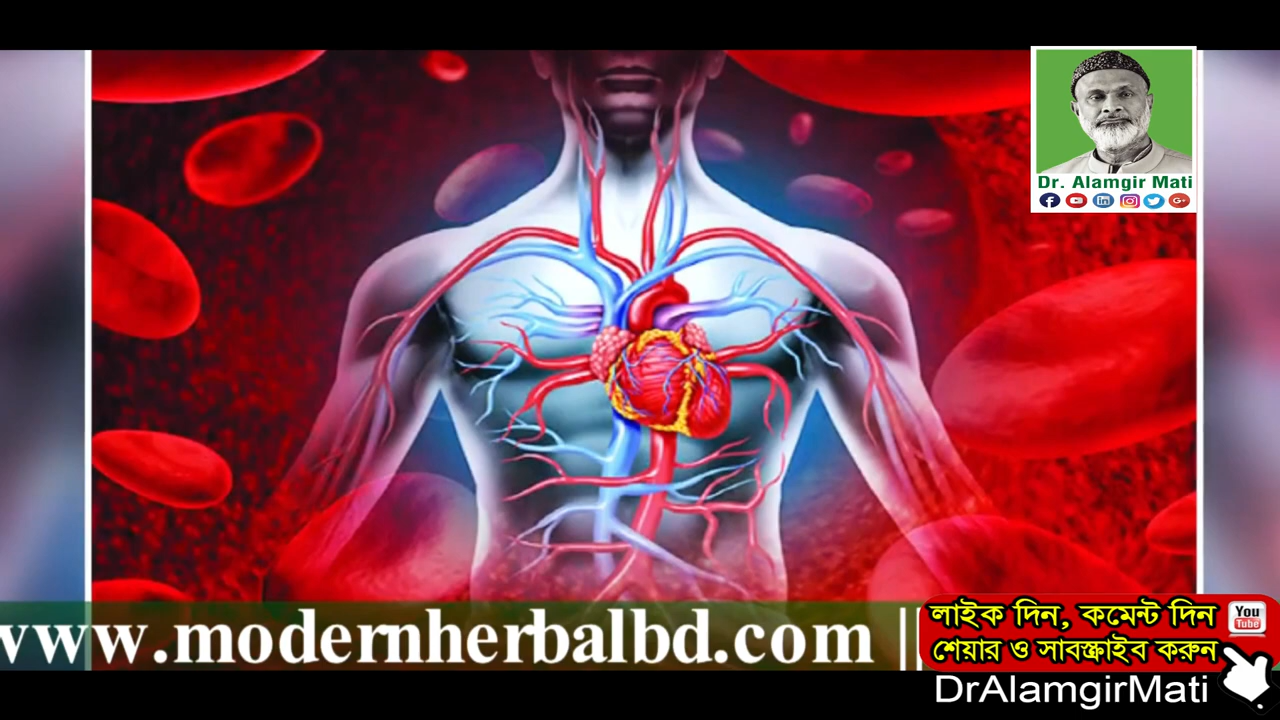 Dr. Alamgir Mati
www.modernherbalbd.com ||
লাইক দিন, কমেন্ট দিন
You
Tube
শেয়ার ও সাবস্ক্রাইব করুন
DrAlamgirMati